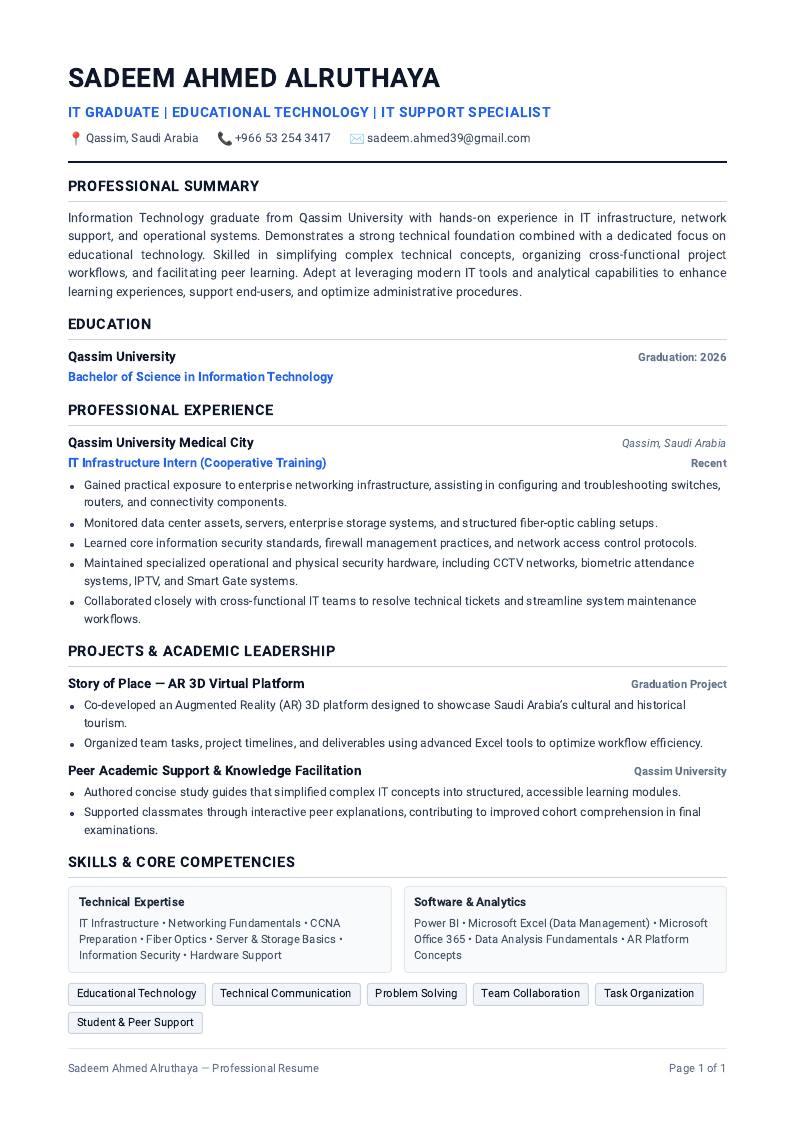 SADEEM AHMED ALRUTHAYA
IT GRADUATE | EDUCATIONAL TECHNOLOGY | IT SUPPORT SPECIALIST
📍 Qassim, Saudi Arabia 📞 +966 53 254 3417 ✉️ sadeem.ahmed39@gmail.com
PROFESSIONAL SUMMARY
Information Technology graduate from Qassim University with hands-on experience in IT infrastructure, network
support, and operational systems. Demonstrates a strong technical foundation combined with a dedicated focus on
educational technology. Skilled in simplifying complex technical concepts, organizing cross-functional project
workflows, and facilitating peer learning. Adept at leveraging modern IT tools and analytical capabilities to enhance
learning experiences, support end-users, and optimize administrative procedures.
EDUCATION
Qassim University Graduation: 2026
Bachelor of Science in Information Technology
PROFESSIONAL EXPERIENCE
Qassim University Medical City Qassim, Saudi Arabia
IT Infrastructure Intern (Cooperative Training) Recent
• Gained practical exposure to enterprise networking infrastructure, assisting in configuring and troubleshooting switches,
routers, and connectivity components.
• Monitored data center assets, servers, enterprise storage systems, and structured fiber-optic cabling setups.
• Learned core information security standards, firewall management practices, and network access control protocols.
• Maintained specialized operational and physical security hardware, including CCTV networks, biometric attendance
systems, IPTV, and Smart Gate systems.
• Collaborated closely with cross-functional IT teams to resolve technical tickets and streamline system maintenance
workflows.
PROJECTS & ACADEMIC LEADERSHIP
Story of Place — AR 3D Virtual Platform Graduation Project
• Co-developed an Augmented Reality (AR) 3D platform designed to showcase Saudi Arabia's cultural and historical
tourism.
• Organized team tasks, project timelines, and deliverables using advanced Excel tools to optimize workflow efficiency.
Peer Academic Support & Knowledge Facilitation Qassim University
• Authored concise study guides that simplified complex IT concepts into structured, accessible learning modules.
• Supported classmates through interactive peer explanations, contributing to improved cohort comprehension in final
examinations.
SKILLS & CORE COMPETENCIES
Technical Expertise
IT Infrastructure • Networking Fundamentals • CCNA
Preparation • Fiber Optics • Server & Storage Basics •
Information Security • Hardware Support
Software & Analytics
Power BI • Microsoft Excel (Data Management) • Microsoft
Office 365 • Data Analysis Fundamentals • AR Platform
Concepts
Educational Technology Technical Communication Problem Solving Team Collaboration Task Organization
Student & Peer Support
Sadeem Ahmed Alruthaya — Professional Resume Page 1 of 1